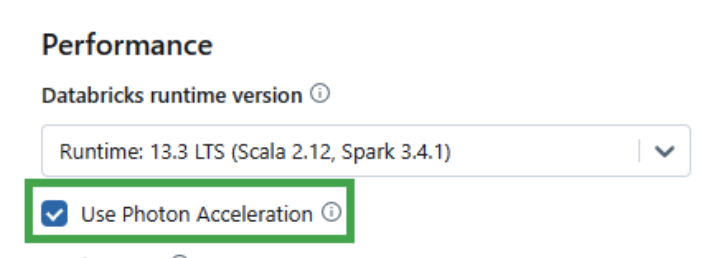 Performance
Databricks runtime version
Runtime: 13.3 LTS (Scala 2.12, Spark 3.4.1)
Use Photon Acceleration